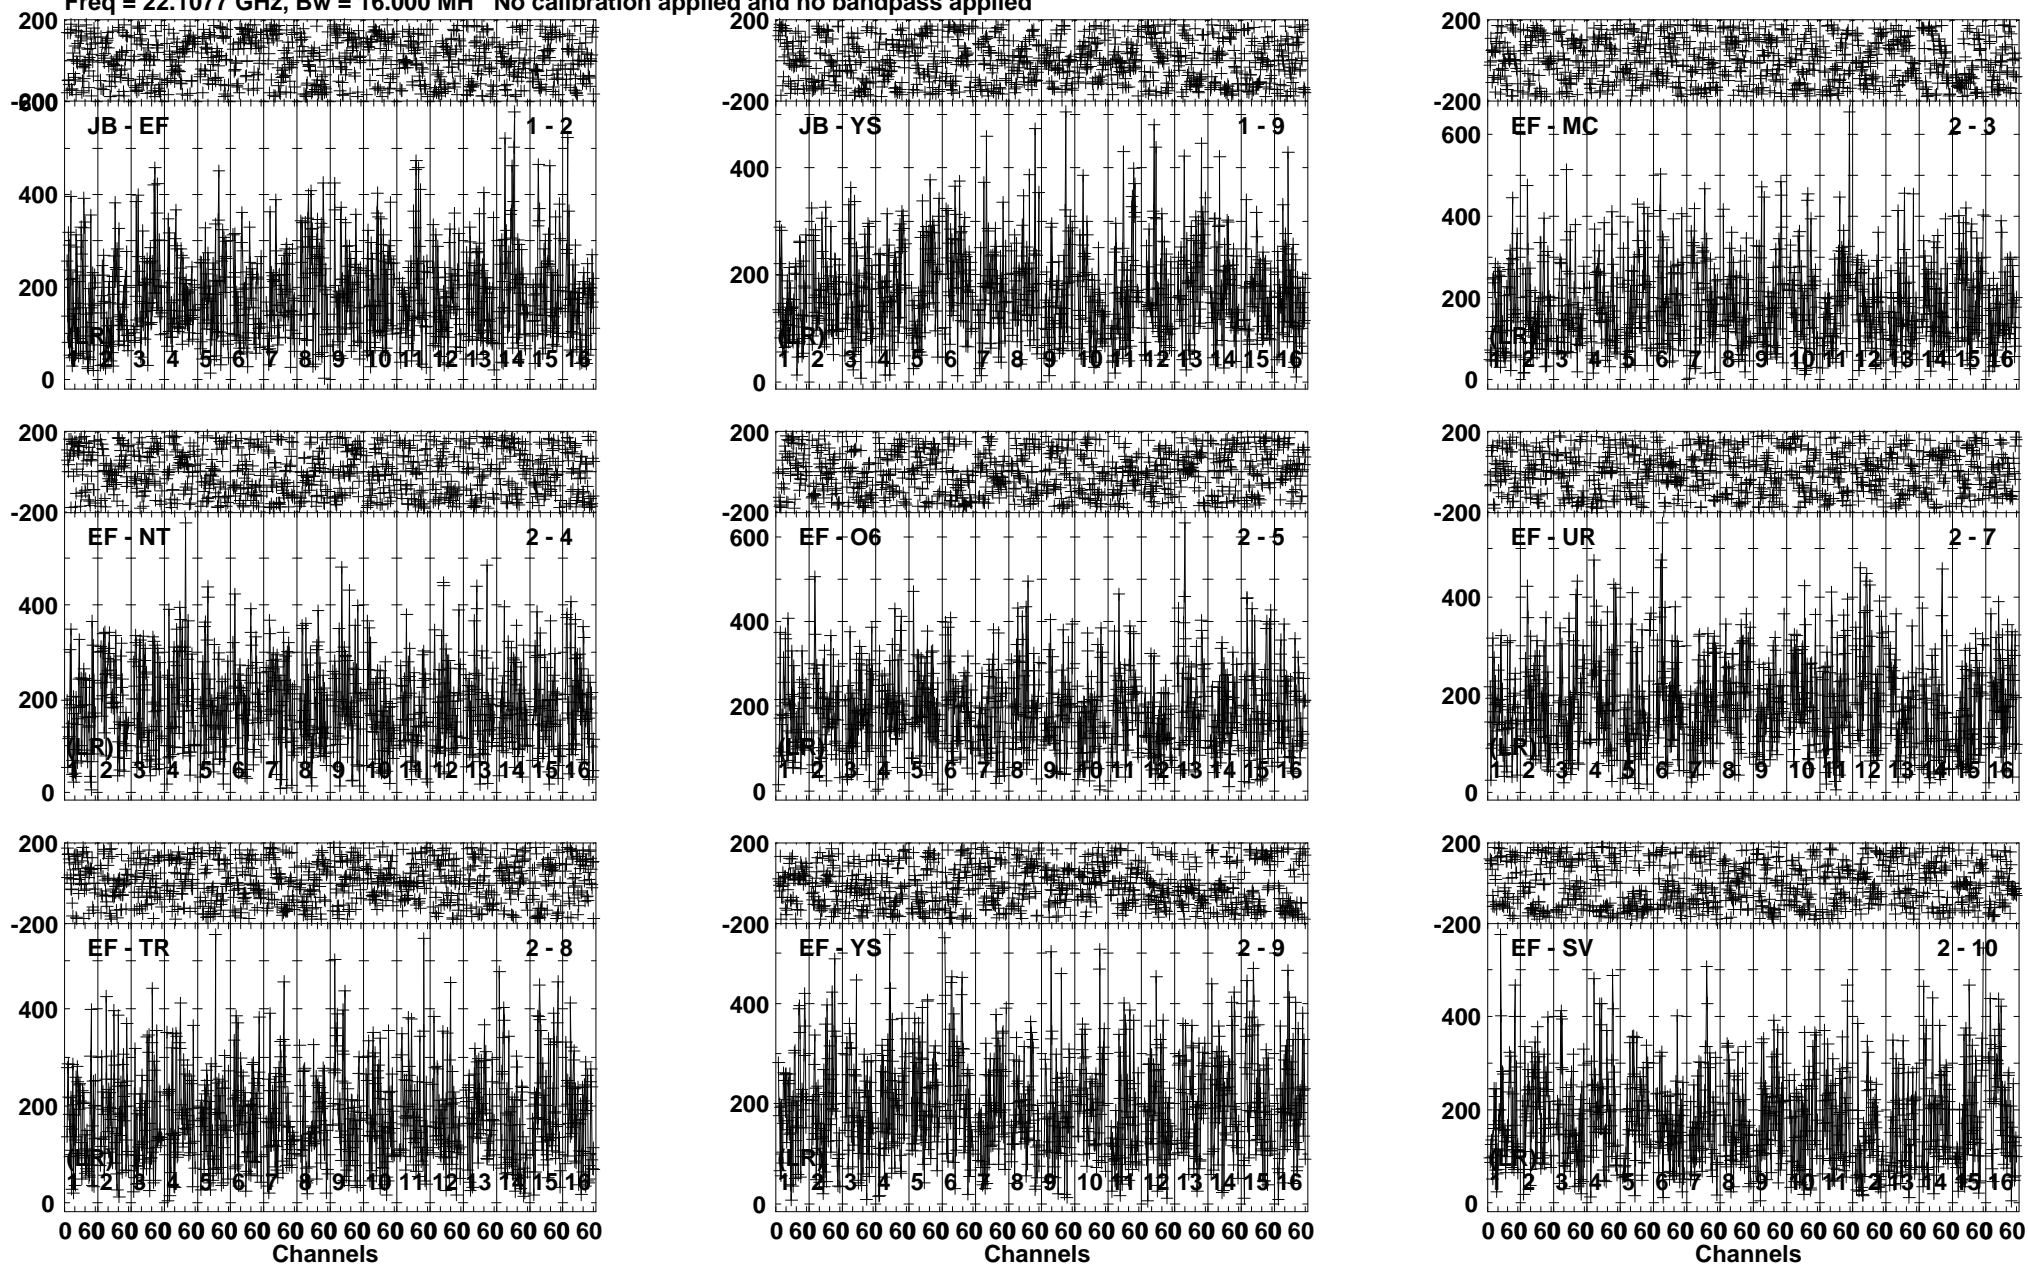 Freq = 22.1077 GHz, Bw = 16.000 MH No calibration applied and no bandpass applied
200 200 200
-200 -200
600 600
JB - EF 1 - 2 JB - YS 1 - 9 EF - MC 2 - 3
400 400 400
200 200 200
(LR) (LR) (LR)
1 2 3 4 5 6 7 8 9 10 11 12 13 14 15 16 1 2 3 4 5 6 7 8 9 10 11 12 13 14 15 16 1 2 3 4 5 6 7 8 9 10 11 12 13 14 15 16
0 0 0
200 200 200
-200 -200 -200
EF - NT 2 - 4 600 EF - O6 2 - 5 EF - UR 2 - 7
400 400 400
200 200 200
(LR) (LR) (LR)
1 2 3 4 5 6 7 8 9 10 11 12 13 14 15 16 1 2 3 4 5 6 7 8 9 10 11 12 13 14 15 16 1 2 3 4 5 6 7 8 9 10 11 12 13 14 15 16
0 0 0
200 200 200
-200 -200 -200
EF - TR 2 - 8 EF - YS 2 - 9 EF - SV 2 - 10
400 400 400
200 200 200
(LR) (LR) (LR)
1 2 3 4 5 6 7 8 9 10 11 12 13 14 15 16 1 2 3 4 5 6 7 8 9 10 11 12 13 14 15 16 1 2 3 4 5 6 7 8 9 10 11 12 13 14 15 16
0 0 0
0 60 60 60 60 60 60 60 60 60 60 60 60 60 60 60 60 0 60 60 60 60 60 60 60 60 60 60 60 60 60 60 60 60 0 60 60 60 60 60 60 60 60 60 60 60 60 60 60 60 60
Channels Channels Channels